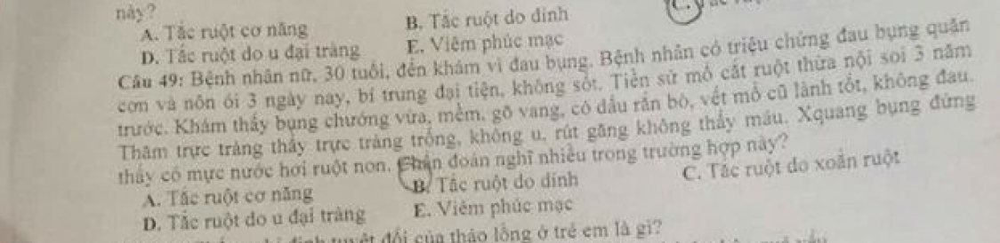 này?
A. Tắc ruột cơ năng B. Tắc ruột do dính C.
D. Tắc ruột do u đại tràng E. Viêm phúc mạc
Câu 49: Bệnh nhân nữ, 30 tuổi, đến khám vì đau bụng. Bệnh nhân có triệu chứng đau bụng quặn
cơn và nôn ói 3 ngày nay, bí trung đại tiện, không sốt. Tiền sử mổ cắt ruột thừa nội soi 3 năm
trước. Khám thấy bụng chướng vừa, mềm, gõ vang, có dấu rắn bò, vết mổ cũ lành tốt, không đau.
Thăm trực tràng thấy trực tràng trống, không u, rút găng không thấy máu. Xquang bụng đứng
thấy có mực nước hơi ruột non. Chẩn đoán nghĩ nhiều trong trường hợp này?
A. Tắc ruột cơ năng B. Tắc ruột do dính C. Tắc ruột do xoắn ruột
D. Tắc ruột do u đại tràng E. Viêm phúc mạc
định tuyệt đối của tháo lồng ở trẻ em là gì?